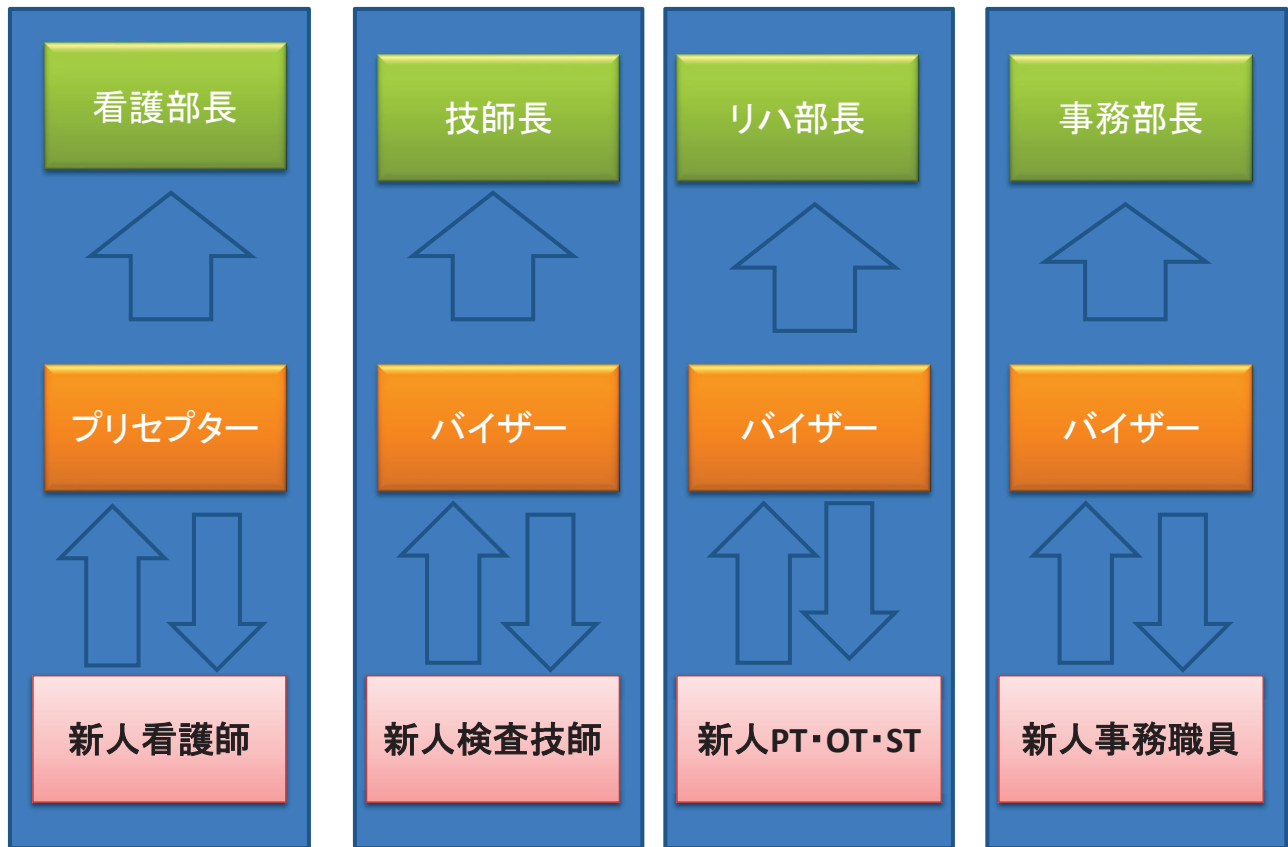 看護部長
技師長
リハ部長
事務部長
プリセプター
バイザー
バイザー
バイザー
新人看護師
新人検査技師
新人PT・OT・ST
新人事務職員